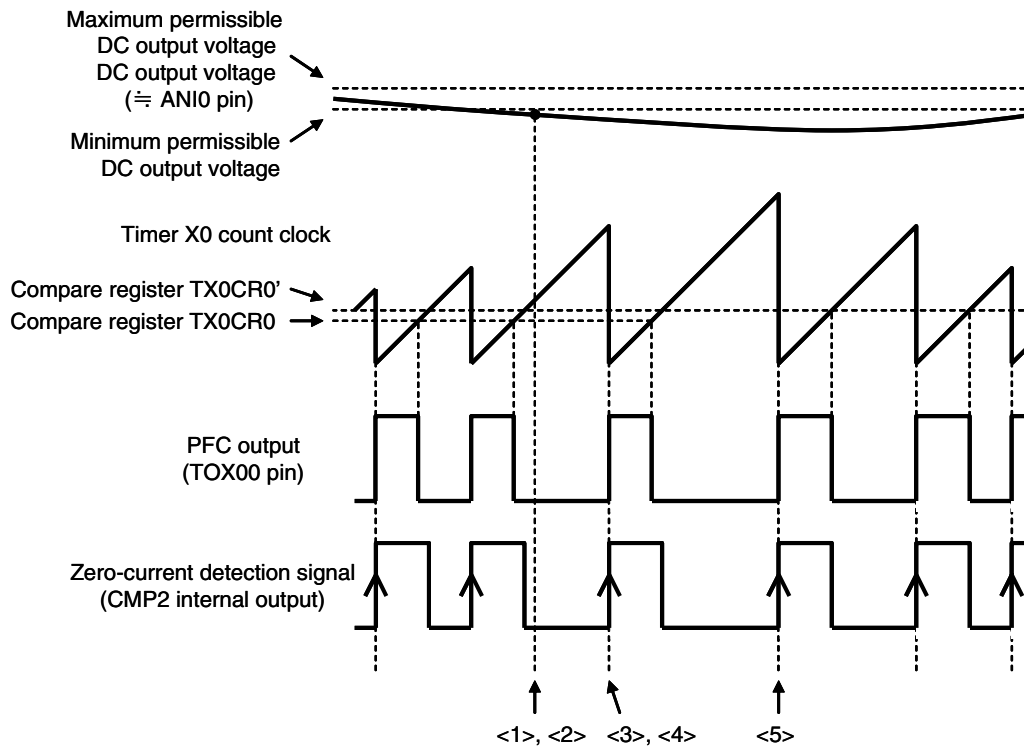 Maximum permissible
DC output voltage
DC output voltage
(≒ ANI0 pin)
Minimum permissible
DC output voltage
Timer X0 count clock
Compare register TX0CR0'
Compare register TX0CR0
PFC output
(TOX00 pin)
Zero-current detection signal
(CMP2 internal output)
<1>, <2> <3>, <4> <5>